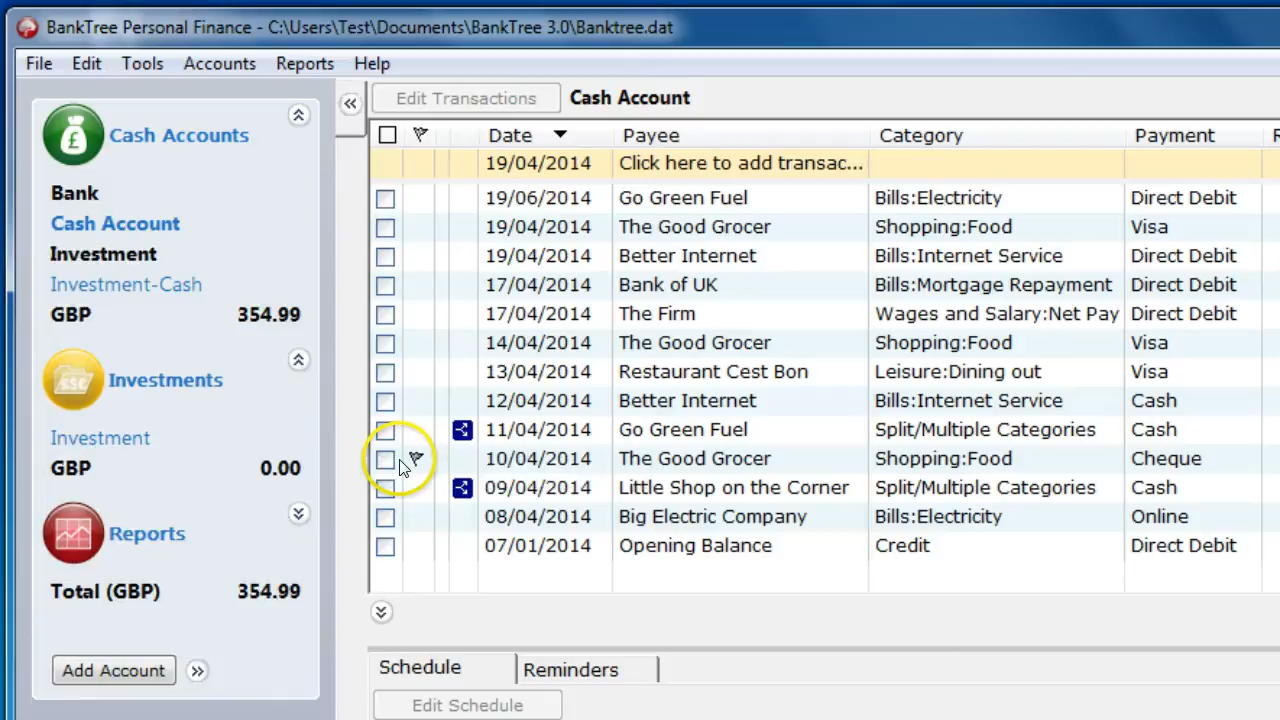 BankTree Personal Finance - C:\Users\Test\Documents\BankTree 3.0\Banktree.dat
File Edit Tools Accounts Reports Help
Edit Transactions Cash Account
Cash Accounts
Bank
Cash Account
Investment
Investment-Cash
GBP 354.99
Investments
Investment
GBP 0.00
Reports
Total (GBP) 354.99
Add Account
Date Payee Category Payment
19/04/2014 Click here to add transac...
19/06/2014 Go Green Fuel Bills:Electricity Direct Debit
19/04/2014 The Good Grocer Shopping:Food Visa
19/04/2014 Better Internet Bills:Internet Service Direct Debit
17/04/2014 Bank of UK Bills:Mortgage Repayment Direct Debit
17/04/2014 The Firm Wages and Salary:Net Pay Direct Debit
14/04/2014 The Good Grocer Shopping:Food Visa
13/04/2014 Restaurant Cest Bon Leisure:Dining out Visa
12/04/2014 Better Internet Bills:Internet Service Cash
11/04/2014 Go Green Fuel Split/Multiple Categories Cash
10/04/2014 The Good Grocer Shopping:Food Cheque
09/04/2014 Little Shop on the Corner Split/Multiple Categories Cash
08/04/2014 Big Electric Company Bills:Electricity Online
07/01/2014 Opening Balance Credit Direct Debit
Schedule Reminders
Edit Schedule